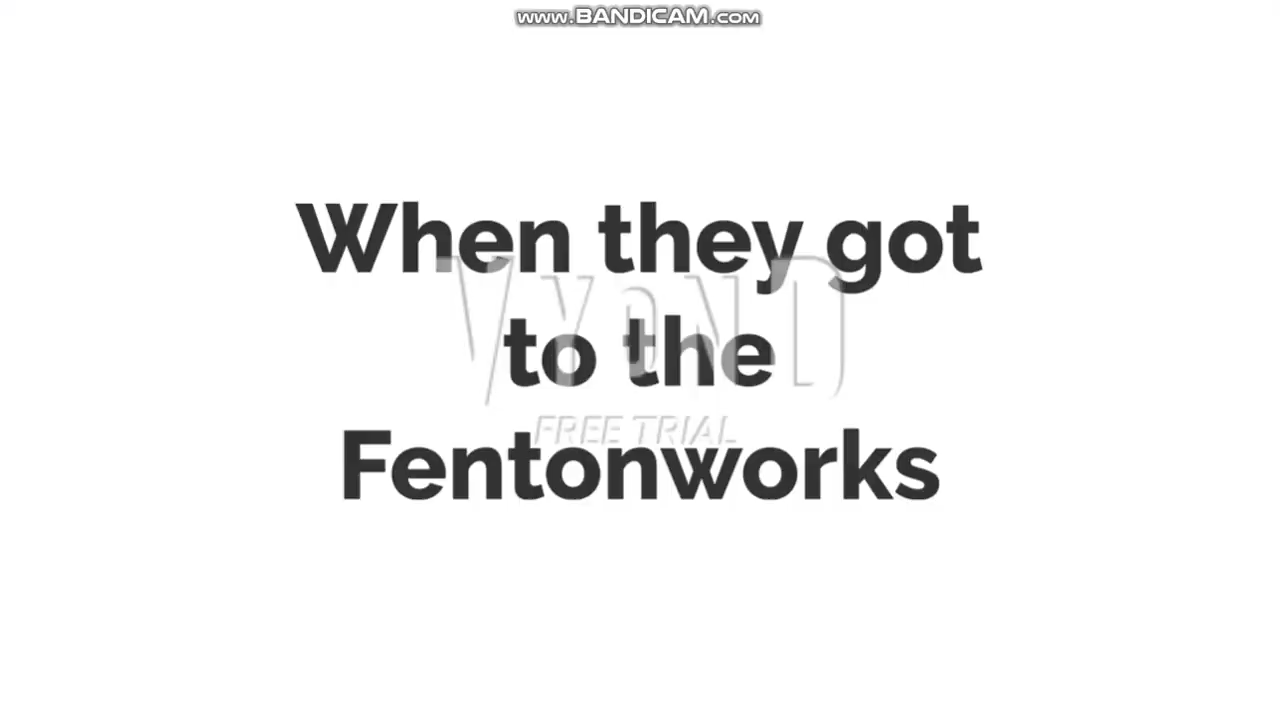 www.BANDICAM.com
When they got
to the
Fentonworks
VYOND
FREE TRIAL